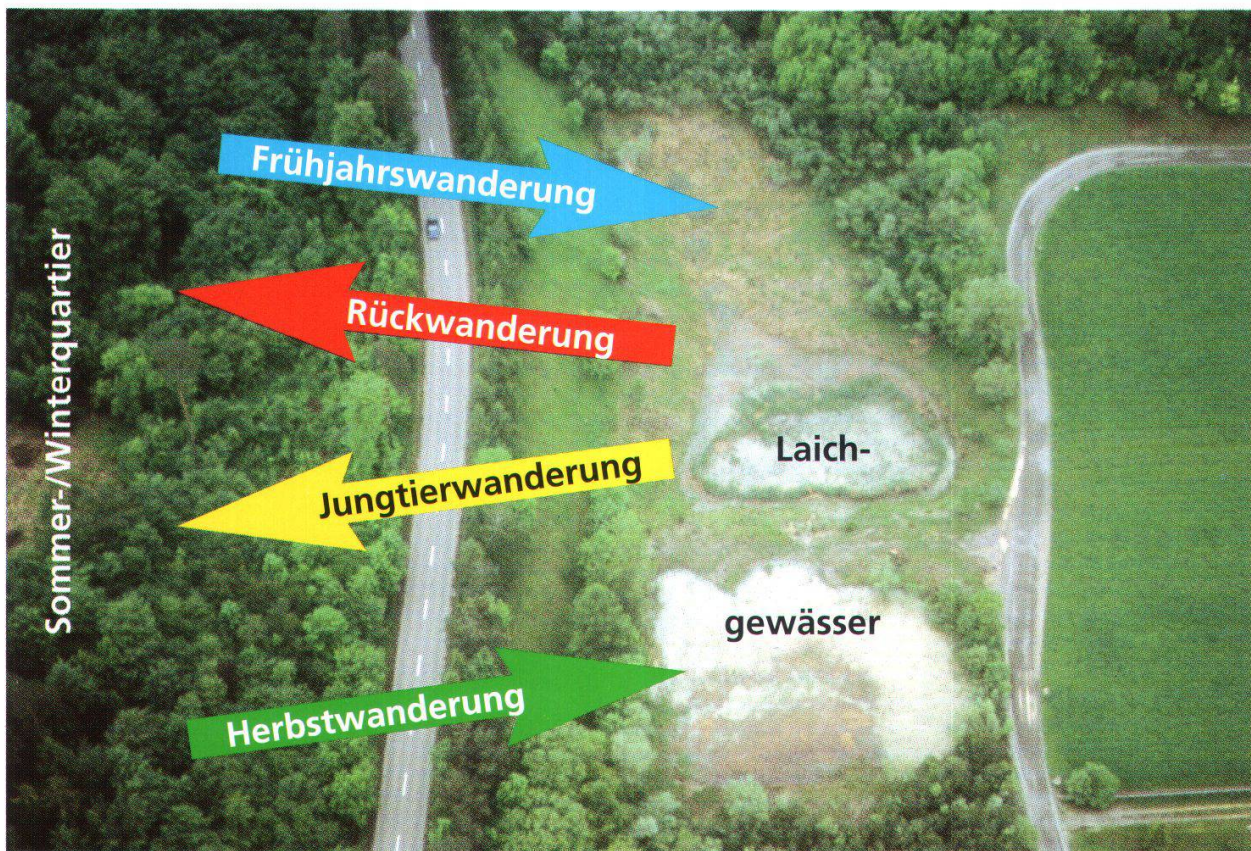 Frühjahrswanderung
Rückwanderung
Sommer-/Winterquartier
Laich-
Jungtierwanderung
gewässer
Herbstwanderung